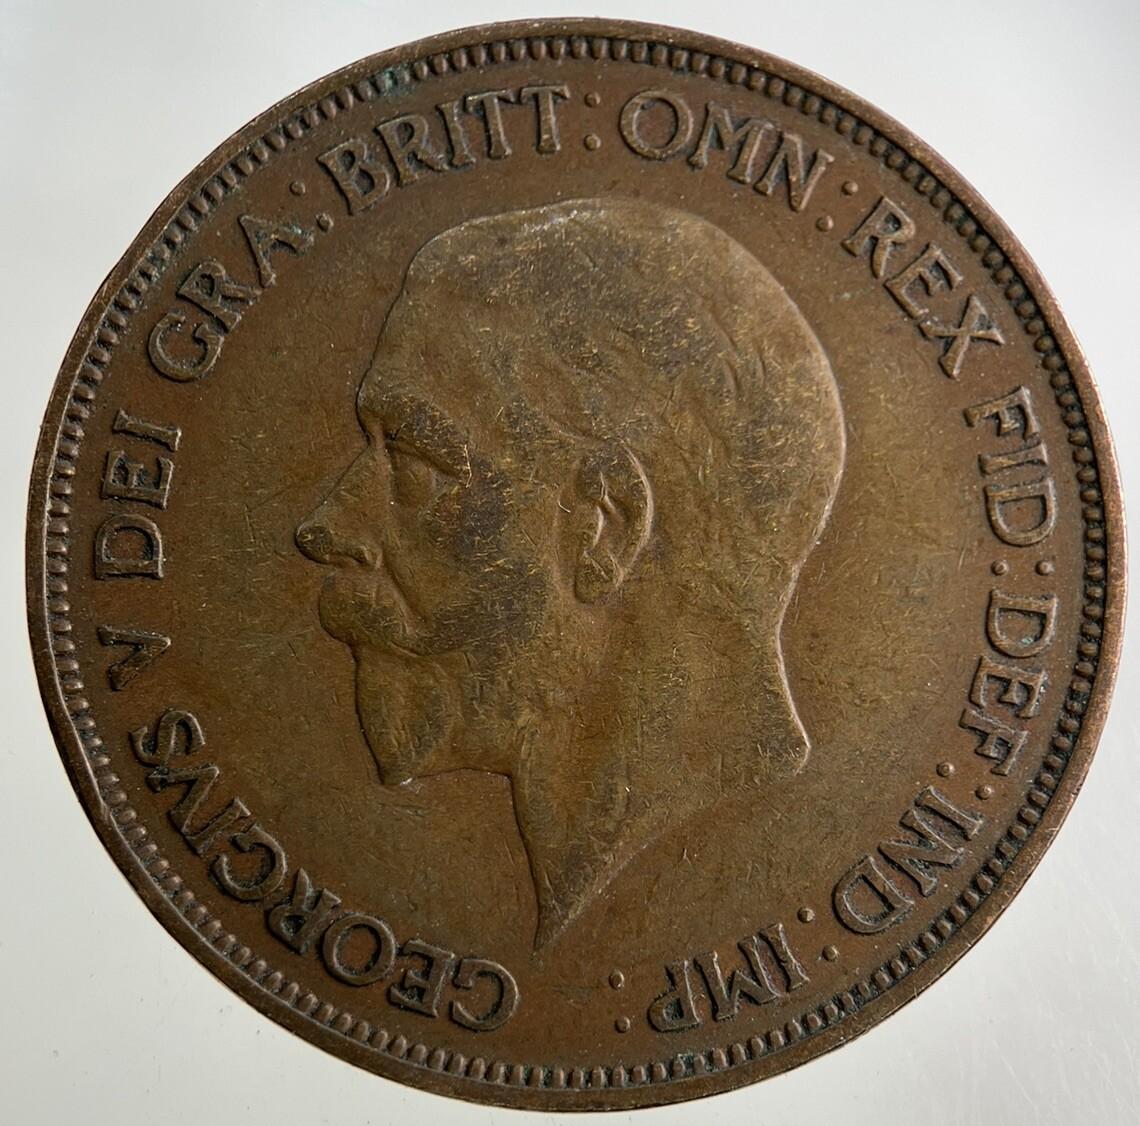 GEORGIVS V DEI GRA: BRITT: OMN: REX FID: DEF: IND: IMP: